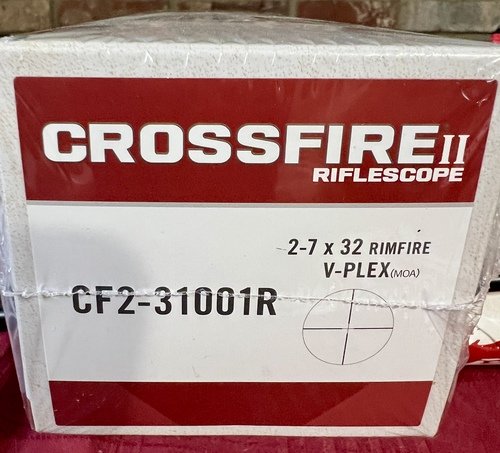 CROSSFIRE II
RIFLESCOPE
2-7 x 32 RIMFIRE
V-PLEX (MOA)
CF2-31001R